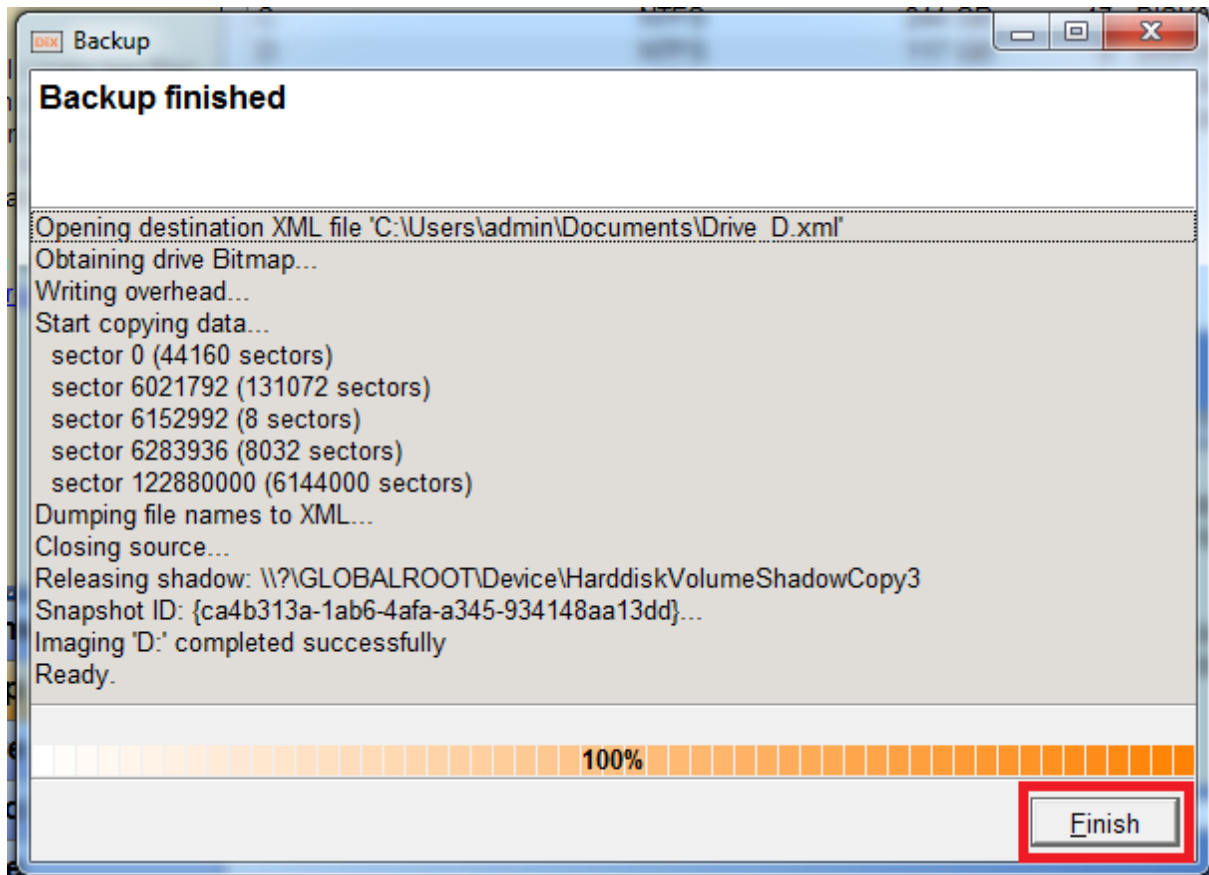 DiX Backup
Backup finished
Opening destination XML file 'C:\Users\admin\Documents\Drive_D.xml'
Obtaining drive Bitmap...
Writing overhead...
Start copying data...
sector 0 (44160 sectors)
sector 6021792 (131072 sectors)
sector 6152992 (8 sectors)
sector 6283936 (8032 sectors)
sector 122880000 (6144000 sectors)
Dumping file names to XML...
Closing source...
Releasing shadow: \\?\GLOBALROOT\Device\HarddiskVolumeShadowCopy3
Snapshot ID: {ca4b313a-1ab6-4afa-a345-934148aa13dd}...
Imaging 'D:' completed successfully
Ready.
100%
Finish